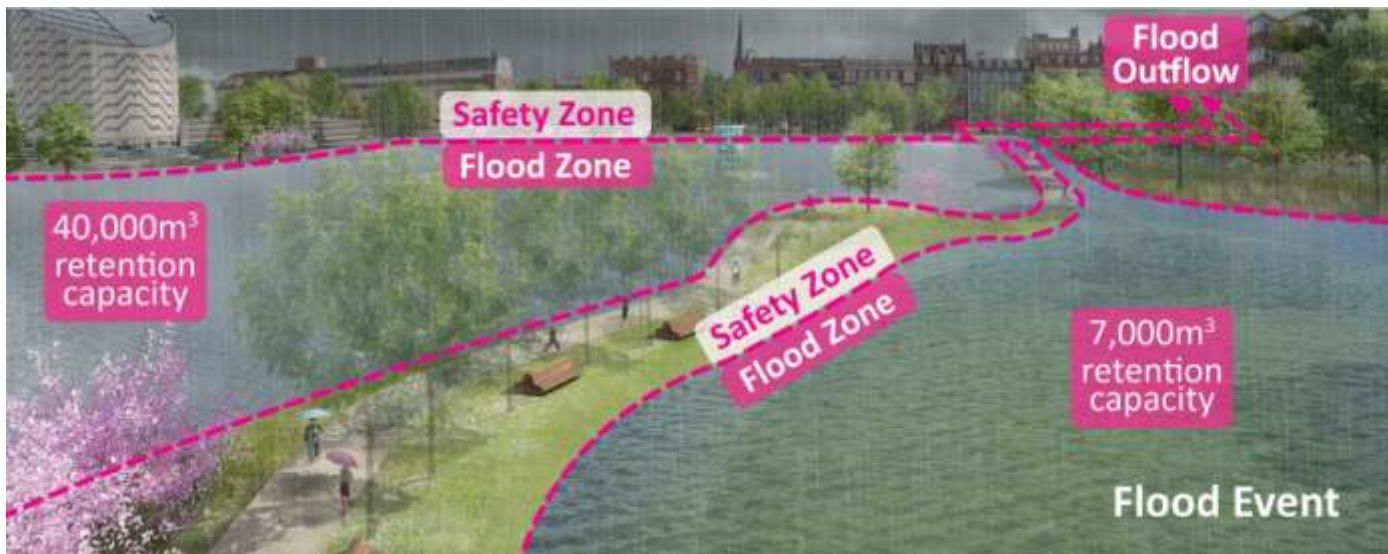 Flood
Outflow
Safety Zone
Flood Zone
40,000m³
retention
capacity
Safety Zone
Flood Zone
7,000m³
retention
capacity
Flood Event